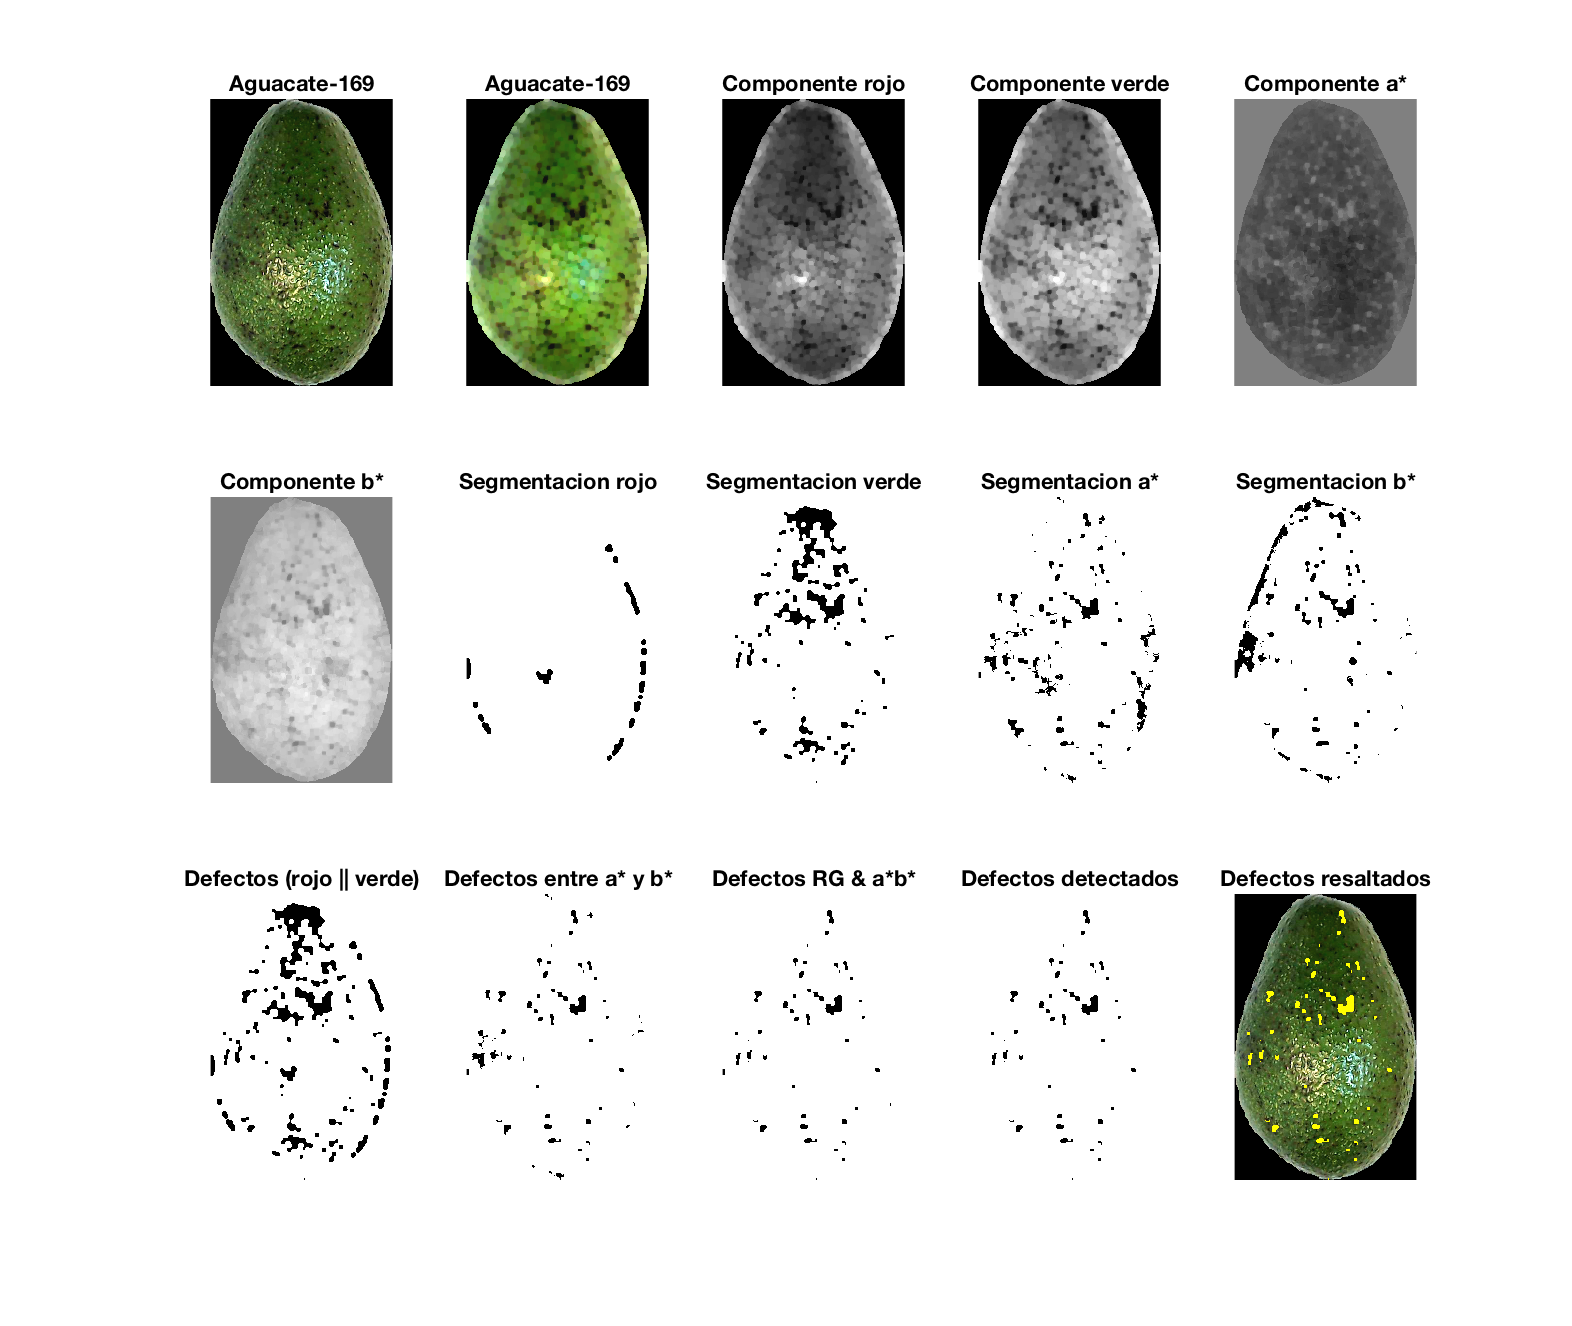 Aguacate-169
Aguacate-169
Componente rojo
Componente verde
Componente a*
Componente b*
Segmentacion rojo
Segmentacion verde
Segmentacion a*
Segmentacion b*
Defectos (rojo || verde)
Defectos entre a* y b*
Defectos RG & a*b*
Defectos detectados
Defectos resaltados